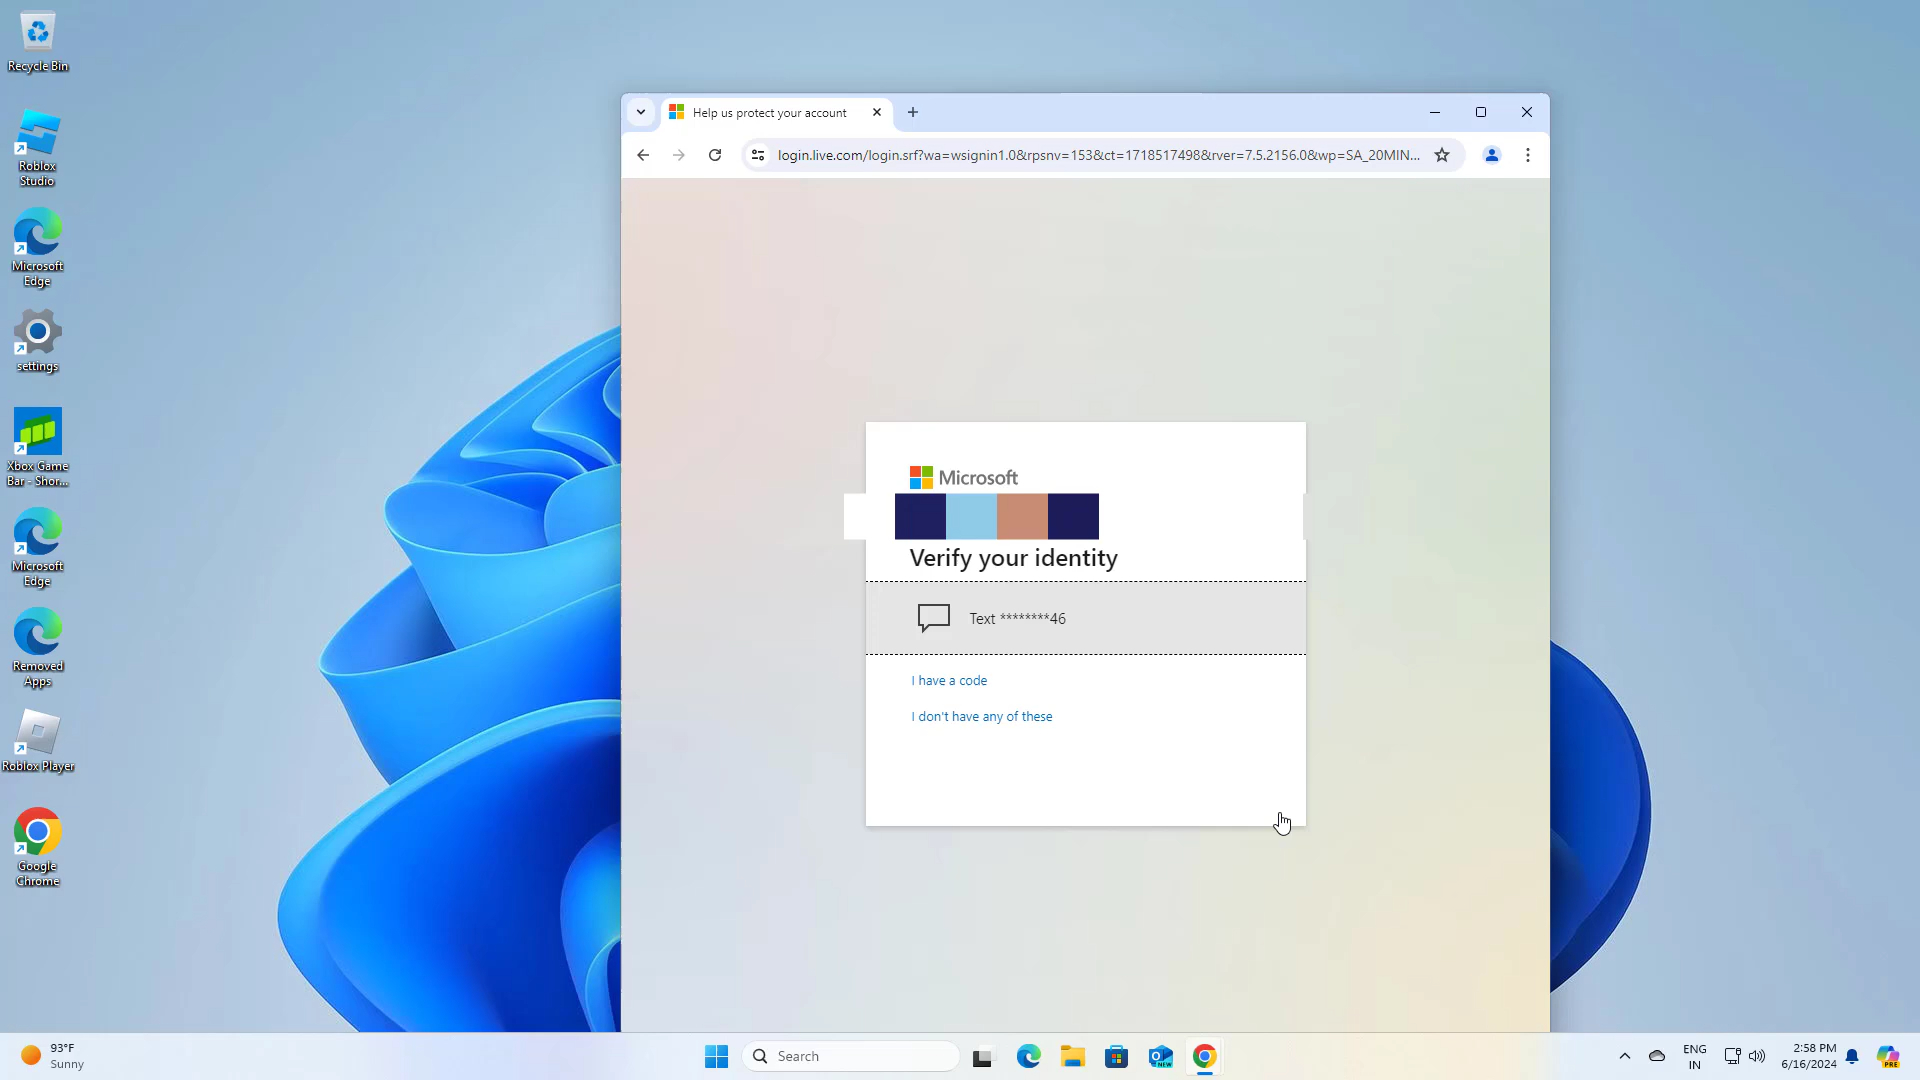 Recycle Bin
Roblox
Studio
Microsoft
Edge
settings
Xbox Game
Bar - Shor...
Microsoft
Edge
Removed
Apps
Roblox Player
Google
Chrome
Help us protect your account
login.live.com/login.srf?wa=wsignin1.0&rpsnv=153&ct=1718517498&rver=7.5.2156.0&wp=SA_20MIN...
Microsoft
Verify your identity
Text ********46
I have a code
I don't have any of these
93°F
Sunny
Search
NEW
ENG
IN
2:58 PM
6/16/2024
PRE